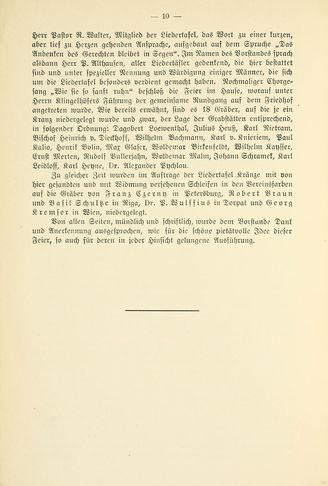 — 10 —
Herr Pastor R. Walter, Mitglied der Liedertafel, das Wort zu einer kurzen,
aber tief zu Herzen gehenden Ansprache, aufgebaut auf dem Spruche „Das
Andenken des Gerechten bleibet in Segen“. Im Namen des Vorstandes sprach
alsdann Herr P. Althausen, aller Liedertäfler gedenkend, die hier bestattet
sind und unter spezieller Nennung und Würdigung einiger Männer, die sich
um die Liedertafel besonders verdient gemacht haben. Nochmaliger Chorge-
sang „Wie sie so sanft ruhn“ beschloß die Feier im Hause, worauf unter
Herrn Klingelhöfers Führung der gemeinsame Rundgang auf dem Friedhof
angetreten wurde. Wie bereits erwähnt, sind es 18 Gräber, auf die je ein
Kranz niedergelegt wurde und zwar, der Lage der Grabstätten entsprechend,
in folgender Ordnung: Dagobert Loewenthal, Julius Heuß, Karl Nietram,
Bischof Heinrich v. Dieckhoff, Wilhelm Bachmann, Karl v. Knieriem, Paul
Kalio, Henrik Bolin, Max Glaser, Woldemar Birkenfeldt, Wilhelm Kaysser,
Ernst Merten, Rudolf Bullerjahn, Woldemar Malm, Johann Schramek, Karl
Leidloff, Karl Heyne, Dr. Alexander Pychlau.
Zu gleicher Zeit wurden im Auftrage der Liedertafel Kränze mit von
hier gesandten und mit Widmung versehenen Schleifen in den Vereinsfarben
auf die Gräber von Franz Czerny in Petersburg, Robert Braun
und Basil Schultze in Riga, Dr. P. Wulffius in Dorpat und Georg
Kremser in Wien, niedergelegt.
Von allen Seiten, mündlich und schriftlich, wurde dem Vorstande Dank
und Anerkennung ausgesprochen, wie für die schöne pietätvolle Idee dieser
Feier, so auch für deren in jeder Hinsicht gelungene Ausführung.